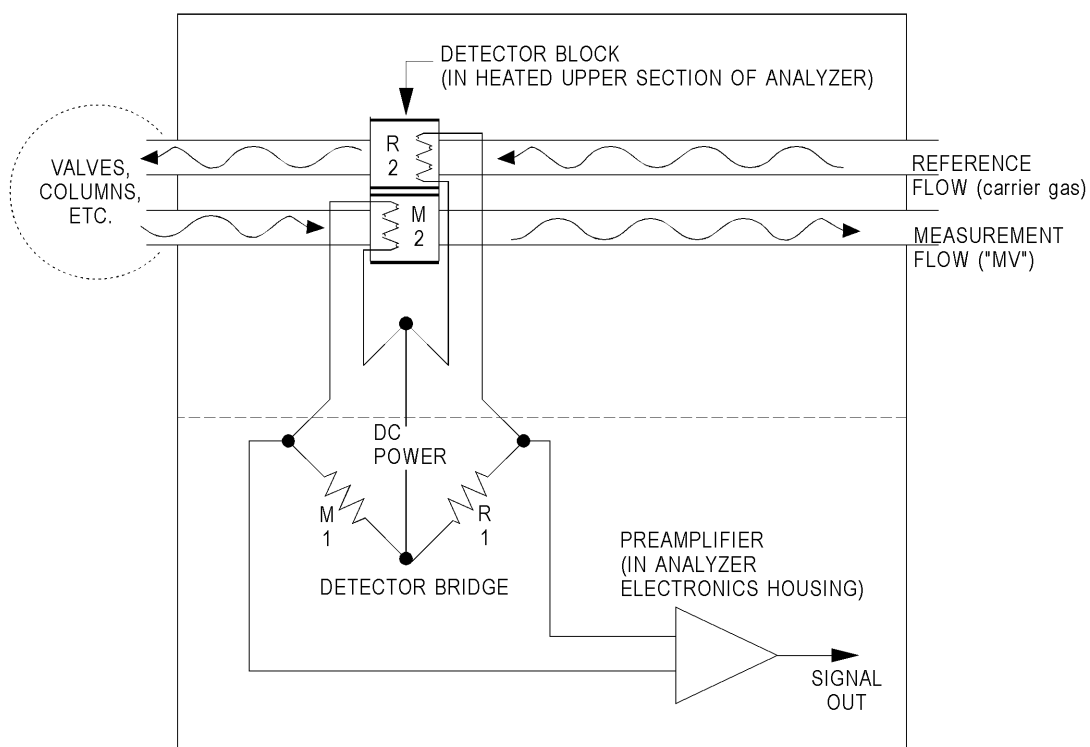 DETECTOR BLOCK
(IN HEATED UPPER SECTION OF ANALYZER)
VALVES,
COLUMNS,
ETC.
R
2
REFERENCE
FLOW (carrier gas)
M
2
MEASUREMENT
FLOW ("MV")
DC
POWER
M
1
R
1
DETECTOR BRIDGE
PREAMPLIFIER
(IN ANALYZER
ELECTRONICS HOUSING)
SIGNAL
OUT